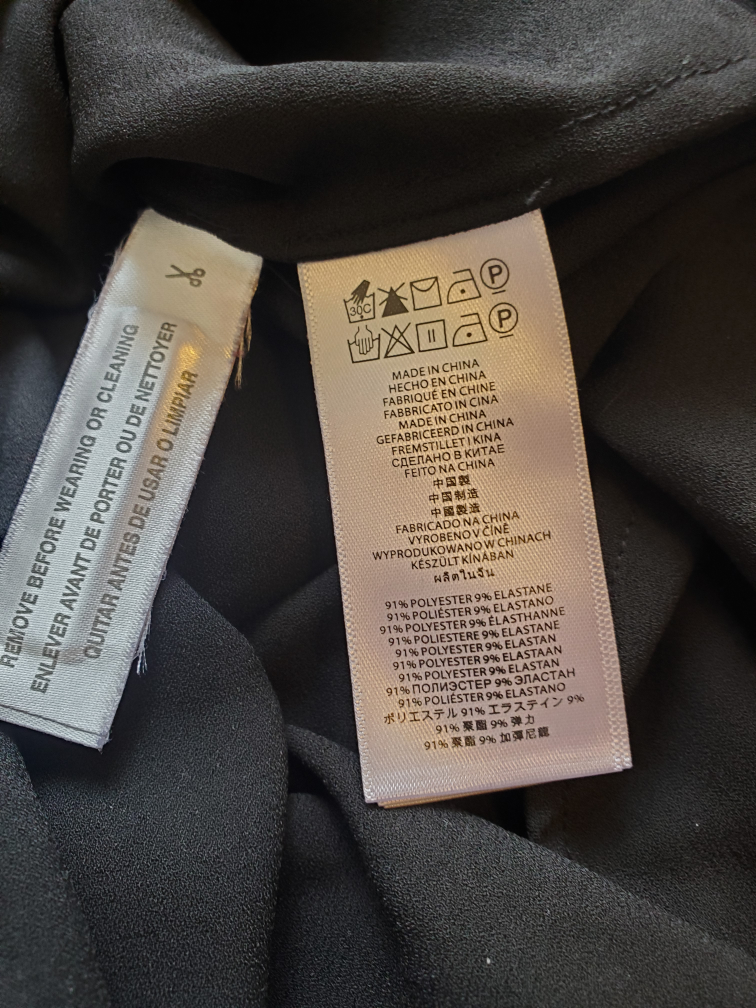 REMOVE BEFORE WEARING OR CLEANING
ENLEVER AVANT DE PORTER OU DE NETTOYER
QUITAR ANTES DE USAR O LIMPIAR
30C P
P
MADE IN CHINA
HECHO EN CHINA
FABRIQUÉ EN CHINE
FABBRICATO IN CINA
MADE IN CHINA
GEFABRICEERD IN CHINA
FREMSTILLET I KINA
СДЕЛАНО В КИТАЕ
FEITO NA CHINA
中国製
中国制造
中國製造
FABRICADO NA CHINA
VYROBENO V ČÍNĚ
WYPRODUKOWANO W CHINACH
KÉSZÜLT KÍNÁBAN
ผลิตในจีน
91% POLYESTER 9% ELASTANE
91% POLIÉSTER 9% ELASTANO
91% POLYESTER 9% ÉLASTHANNE
91% POLIESTERE 9% ELASTANE
91% POLYESTER 9% ELASTAN
91% POLYESTER 9% ELASTAAN
91% POLYESTER 9% ELASTAN
91% ПОЛИЭСТЕР 9% ЭЛАСТАН
91% POLIÉSTER 9% ELASTANO
ポリエステル 91% エラステイン 9%
91% 聚酯 9% 弹力
91% 聚酯 9% 加彈尼龍